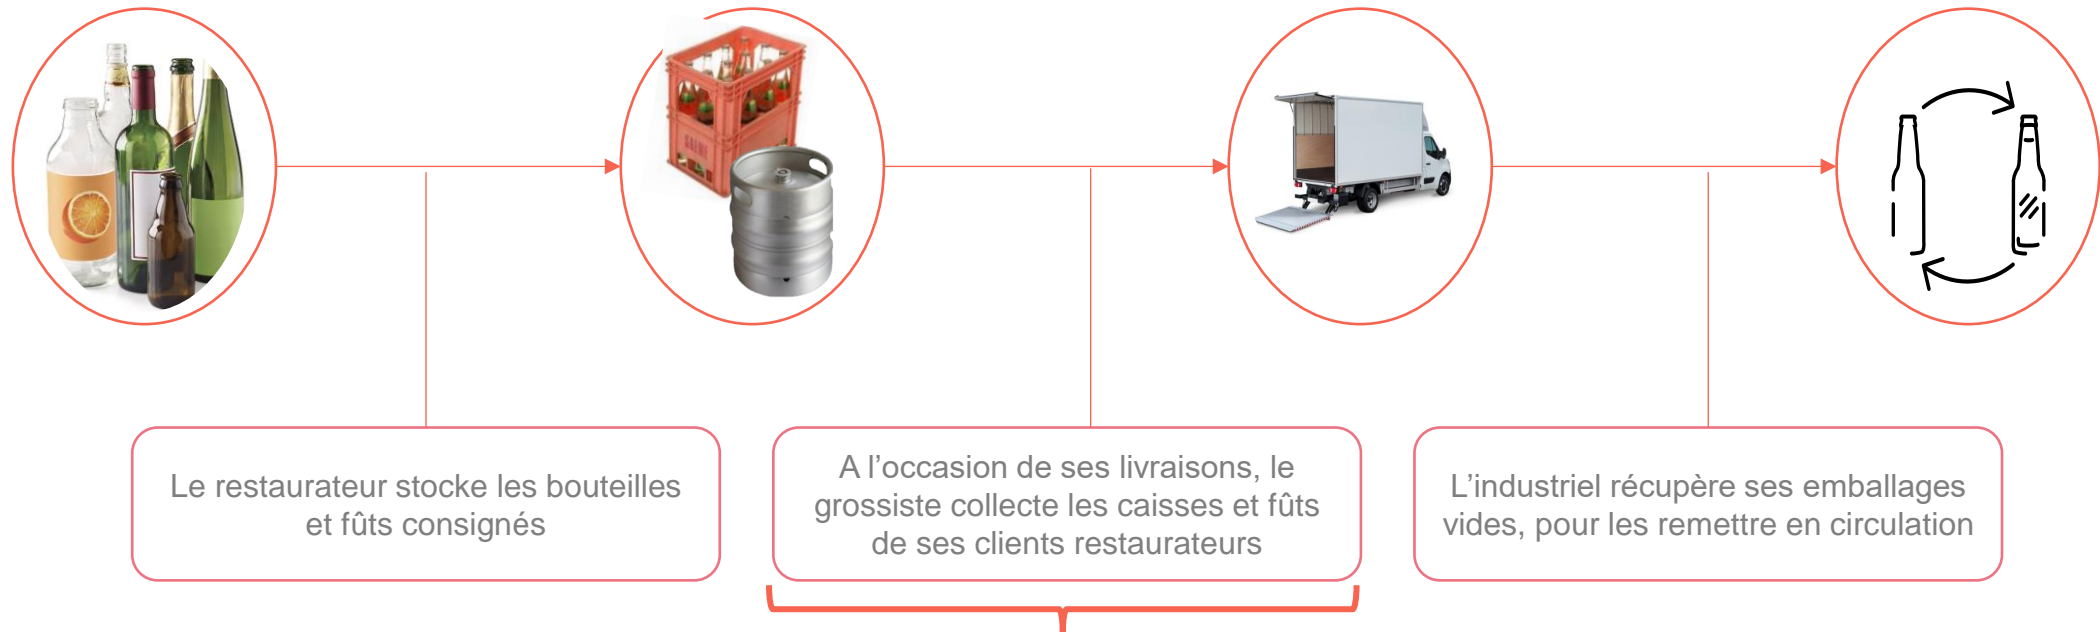 Le restaurateur stocke les bouteilles
et fûts consignés
A l’occasion de ses livraisons, le
grossiste collecte les caisses et fûts
de ses clients restaurateurs
L’industriel récupère ses emballages
vides, pour les remettre en circulation